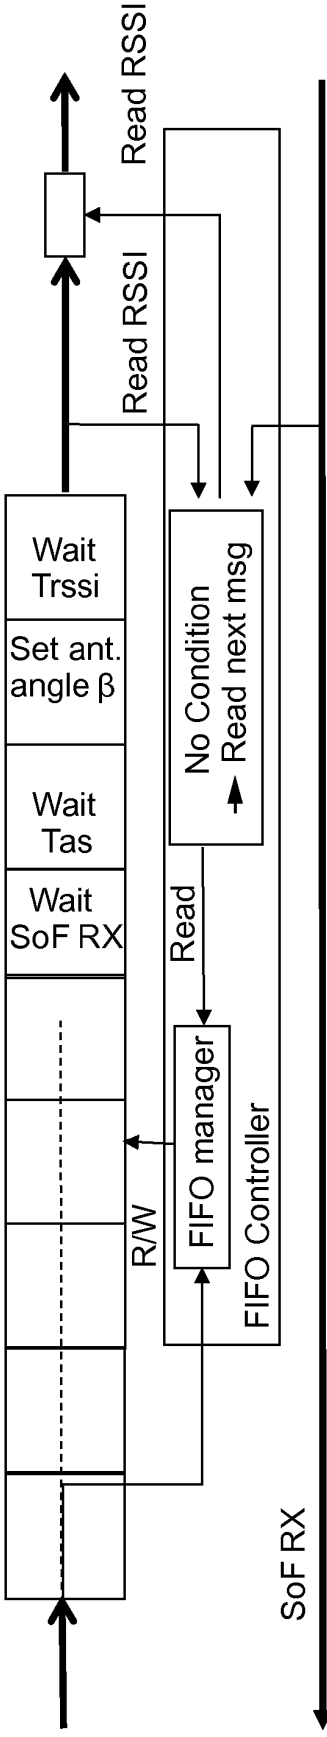 Read RSSI
Read RSSI
Wait
Trssi
Set ant.
angle β
Wait
Tas
Wait
SoF RX
No Condition
Read next msg
Read
FIFO manager
FIFO Controller
R/W
SoF RX